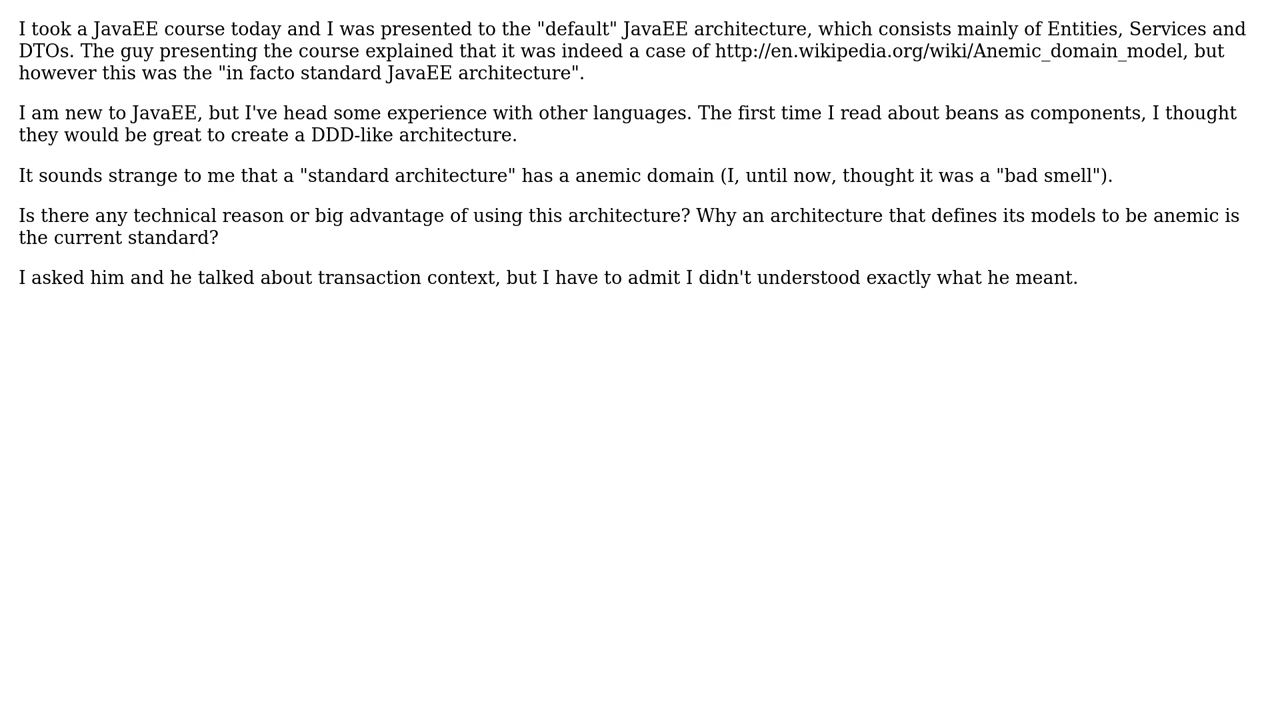 I took a JavaEE course today and I was presented to the "default" JavaEE architecture, which consists mainly of Entities, Services and
DTOs. The guy presenting the course explained that it was indeed a case of http://en.wikipedia.org/wiki/Anemic_domain_model, but
however this was the "in facto standard JavaEE architecture".
I am new to JavaEE, but I've head some experience with other languages. The first time I read about beans as components, I thought
they would be great to create a DDD-like architecture.
It sounds strange to me that a "standard architecture" has a anemic domain (I, until now, thought it was a "bad smell").
Is there any technical reason or big advantage of using this architecture? Why an architecture that defines its models to be anemic is
the current standard?
I asked him and he talked about transaction context, but I have to admit I didn't understood exactly what he meant.